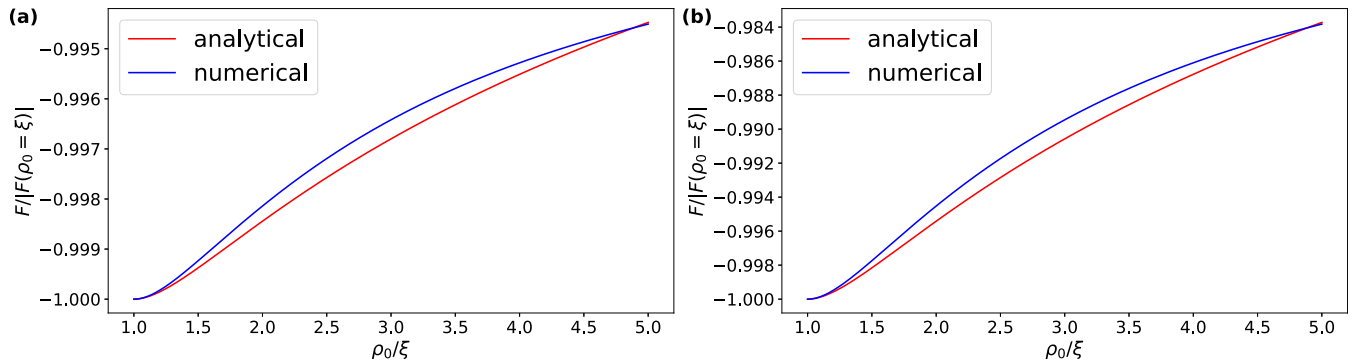 (a)
analytical
numerical
F/|F(ρ₀ = ξ)|
−0.995
−0.996
−0.997
−0.998
−0.999
−1.000
1.0 1.5 2.0 2.5 3.0 3.5 4.0 4.5 5.0
ρ₀/ξ
(b)
analytical
numerical
F/|F(ρ₀ = ξ)|
−0.984
−0.986
−0.988
−0.990
−0.992
−0.994
−0.996
−0.998
−1.000
1.0 1.5 2.0 2.5 3.0 3.5 4.0 4.5 5.0
ρ₀/ξ